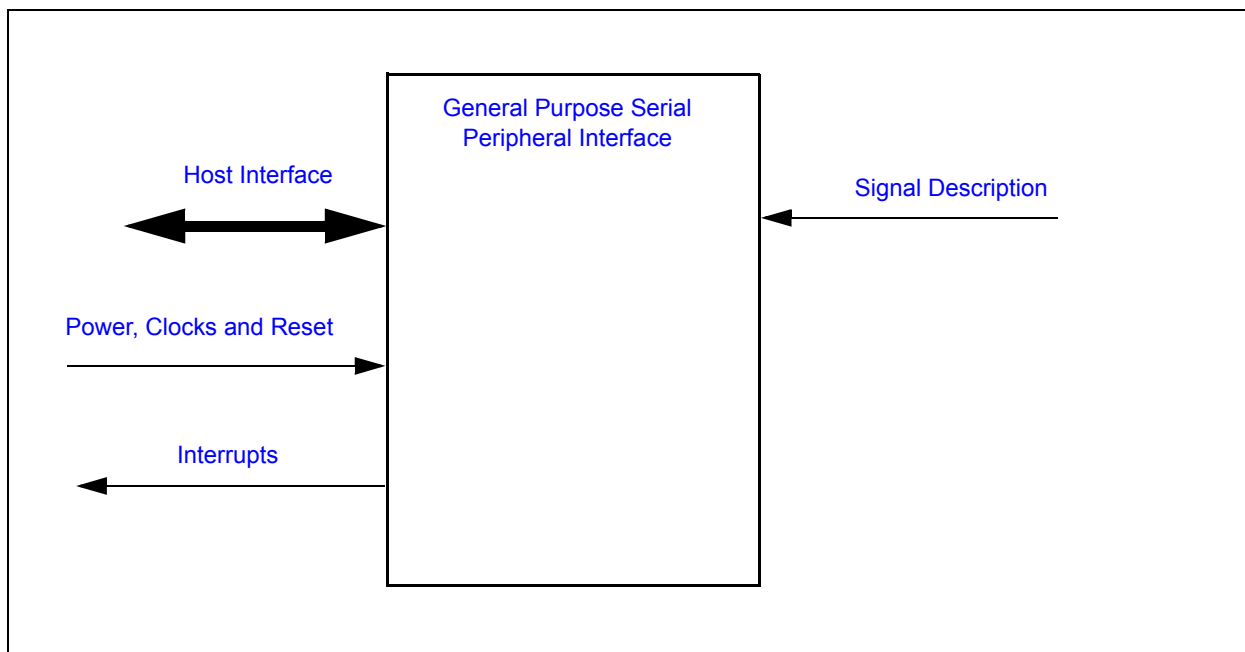 General Purpose Serial
Peripheral Interface
Host Interface
Signal Description
Power, Clocks and Reset
Interrupts